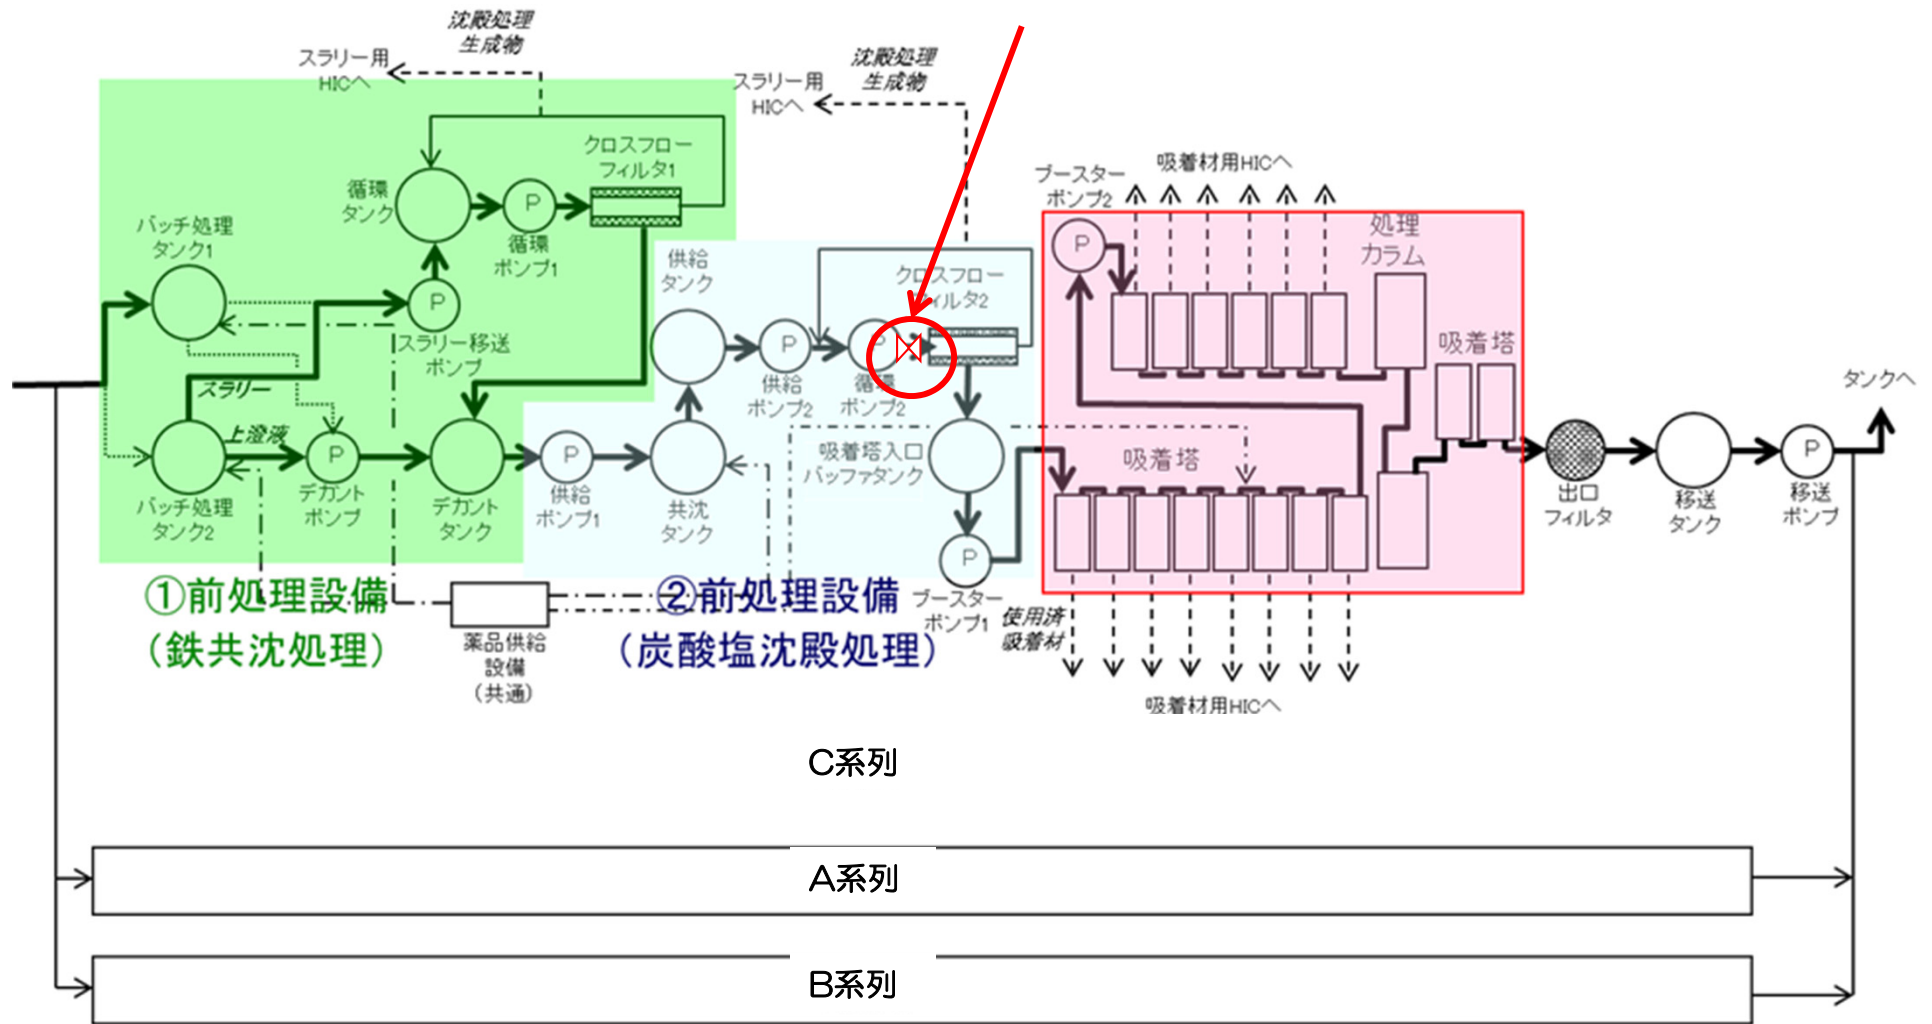 沈殿処理
生成物
スラリー用
HICへ
沈殿処理
生成物
スラリー用
HICへ
クロスフロー
フィルタ1
循環
タンク
P
循環
ポンプ1
バッチ処理
タンク1
P
スラリー移送
ポンプ
スラリー
上澄液
バッチ処理
タンク2
P
デカント
ポンプ
デカント
タンク
P
供給
ポンプ1
共沈
タンク
供給
タンク
P
供給
ポンプ2
P
循環
ポンプ2
クロスフロー
フィルタ2
吸着塔入口
バッファタンク
P
ブースター
ポンプ1
ブースター
ポンプ2
P
吸着材用HICへ
処理
カラム
吸着塔
吸着塔
使用済
吸着材
吸着材用HICへ
出口
フィルタ
移送
タンク
P
移送
ポンプ
タンクへ
①前処理設備
(鉄共沈処理)
薬品供給
設備
(共通)
②前処理設備
(炭酸塩沈殿処理)
C系列
A系列
B系列